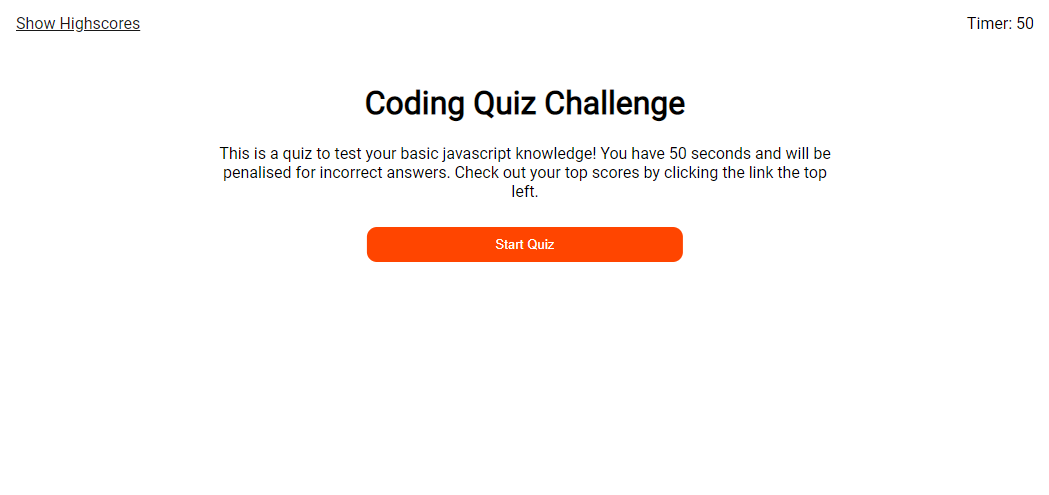 Show Highscores
Timer: 50
Coding Quiz Challenge
This is a quiz to test your basic javascript knowledge! You have 50 seconds and will be
penalised for incorrect answers. Check out your top scores by clicking the link the top
left.
Start Quiz